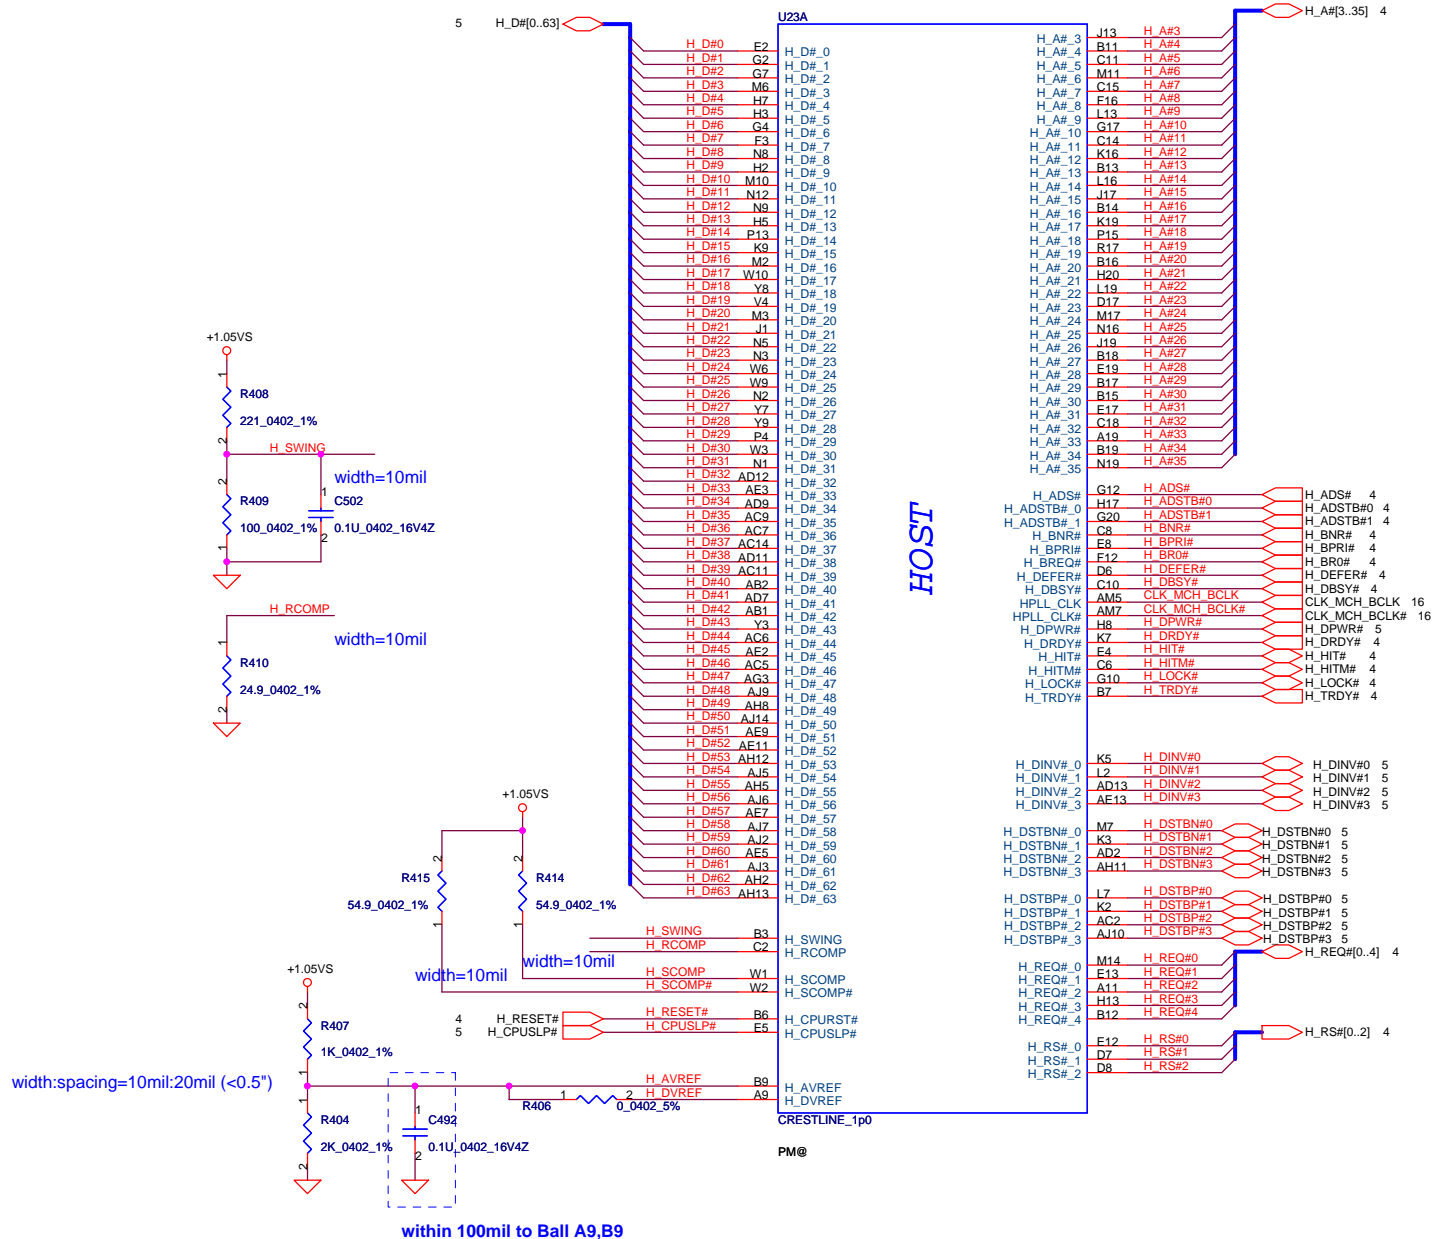 U23A
5 H_D#[0..63]
H_A#[3..35] 4
H_D#0 E2 H_D#_0
H_D#1 G2 H_D#_1
H_D#2 G7 H_D#_2
H_D#3 M6 H_D#_3
H_D#4 H7 H_D#_4
H_D#5 H3 H_D#_5
H_D#6 G4 H_D#_6
H_D#7 F3 H_D#_7
H_D#8 N8 H_D#_8
H_D#9 H2 H_D#_9
H_D#10 M10 H_D#_10
H_D#11 N12 H_D#_11
H_D#12 N9 H_D#_12
H_D#13 H5 H_D#_13
H_D#14 P13 H_D#_14
H_D#15 K9 H_D#_15
H_D#16 M2 H_D#_16
H_D#17 W10 H_D#_17
H_D#18 Y8 H_D#_18
H_D#19 V4 H_D#_19
H_D#20 M3 H_D#_20
H_D#21 J1 H_D#_21
H_D#22 N5 H_D#_22
H_D#23 N3 H_D#_23
H_D#24 W6 H_D#_24
H_D#25 W9 H_D#_25
H_D#26 N2 H_D#_26
H_D#27 Y7 H_D#_27
H_D#28 Y9 H_D#_28
H_D#29 P4 H_D#_29
H_D#30 W3 H_D#_30
H_D#31 N1 H_D#_31
H_D#32 AD12 H_D#_32
H_D#33 AE3 H_D#_33
H_D#34 AD9 H_D#_34
H_D#35 AC9 H_D#_35
H_D#36 AC7 H_D#_36
H_D#37 AC14 H_D#_37
H_D#38 AD11 H_D#_38
H_D#39 AC11 H_D#_39
H_D#40 AB2 H_D#_40
H_D#41 AD7 H_D#_41
H_D#42 AB1 H_D#_42
H_D#43 Y3 H_D#_43
H_D#44 AC6 H_D#_44
H_D#45 AE2 H_D#_45
H_D#46 AC5 H_D#_46
H_D#47 AG3 H_D#_47
H_D#48 AJ9 H_D#_48
H_D#49 AH8 H_D#_49
H_D#50 AJ14 H_D#_50
H_D#51 AE9 H_D#_51
H_D#52 AE11 H_D#_52
H_D#53 AH12 H_D#_53
H_D#54 AJ5 H_D#_54
H_D#55 AH5 H_D#_55
H_D#56 AJ6 H_D#_56
H_D#57 AE7 H_D#_57
H_D#58 AJ7 H_D#_58
H_D#59 AJ2 H_D#_59
H_D#60 AE5 H_D#_60
H_D#61 AJ3 H_D#_61
H_D#62 AH2 H_D#_62
H_D#63 AH13 H_D#_63
H_SWING B3 H_SWING
H_RCOMP C2 H_RCOMP
H_SCOMP W1 H_SCOMP
H_SCOMP# W2 H_SCOMP#
4 H_RESET# H_RESET# B6 H_CPURST#
5 H_CPUSLP# H_CPUSLP# E5 H_CPUSLP#
H_AVREF B9 H_AVREF
H_DVREF A9 H_DVREF
HOST
H_A#_3 J13 H_A#3
H_A#_4 B11 H_A#4
H_A#_5 C11 H_A#5
H_A#_6 M11 H_A#6
H_A#_7 C15 H_A#7
H_A#_8 F16 H_A#8
H_A#_9 L13 H_A#9
H_A#_10 G17 H_A#10
H_A#_11 C14 H_A#11
H_A#_12 K16 H_A#12
H_A#_13 B13 H_A#13
H_A#_14 L16 H_A#14
H_A#_15 J17 H_A#15
H_A#_16 B14 H_A#16
H_A#_17 K19 H_A#17
H_A#_18 P15 H_A#18
H_A#_19 R17 H_A#19
H_A#_20 B16 H_A#20
H_A#_21 H20 H_A#21
H_A#_22 L19 H_A#22
H_A#_23 D17 H_A#23
H_A#_24 M17 H_A#24
H_A#_25 N16 H_A#25
H_A#_26 J19 H_A#26
H_A#_27 B18 H_A#27
H_A#_28 E19 H_A#28
H_A#_29 B17 H_A#29
H_A#_30 B15 H_A#30
H_A#_31 E17 H_A#31
H_A#_32 C18 H_A#32
H_A#_33 A19 H_A#33
H_A#_34 B19 H_A#34
H_A#_35 N19 H_A#35
H_ADS# G12 H_ADS# H_ADS# 4
H_ADSTB#_0 H17 H_ADSTB#0 H_ADSTB#0 4
H_ADSTB#_1 G20 H_ADSTB#1 H_ADSTB#1 4
H_BNR# C8 H_BNR# H_BNR# 4
H_BPRI# E8 H_BPRI# H_BPRI# 4
H_BREQ# F12 H_BR0# H_BR0# 4
H_DEFER# D6 H_DEFER# H_DEFER# 4
H_DBSY# C10 H_DBSY# H_DBSY# 4
HPLL_CLK AM5 CLK_MCH_BCLK CLK_MCH_BCLK 16
HPLL_CLK# AM7 CLK_MCH_BCLK# CLK_MCH_BCLK# 16
H_DPWR# H8 H_DPWR# H_DPWR# 5
H_DRDY# K7 H_DRDY# H_DRDY# 4
H_HIT# E4 H_HIT# H_HIT# 4
H_HITM# C6 H_HITM# H_HITM# 4
H_LOCK# G10 H_LOCK# H_LOCK# 4
H_TRDY# B7 H_TRDY# H_TRDY# 4
H_DINV#_0 K5 H_DINV#0 H_DINV#0 5
H_DINV#_1 L2 H_DINV#1 H_DINV#1 5
H_DINV#_2 AD13 H_DINV#2 H_DINV#2 5
H_DINV#_3 AE13 H_DINV#3 H_DINV#3 5
H_DSTBN#_0 M7 H_DSTBN#0 H_DSTBN#0 5
H_DSTBN#_1 K3 H_DSTBN#1 H_DSTBN#1 5
H_DSTBN#_2 AD2 H_DSTBN#2 H_DSTBN#2 5
H_DSTBN#_3 AH11 H_DSTBN#3 H_DSTBN#3 5
H_DSTBP#_0 L7 H_DSTBP#0 H_DSTBP#0 5
H_DSTBP#_1 K2 H_DSTBP#1 H_DSTBP#1 5
H_DSTBP#_2 AC2 H_DSTBP#2 H_DSTBP#2 5
H_DSTBP#_3 AJ10 H_DSTBP#3 H_DSTBP#3 5
H_REQ#[0..4] 4
H_REQ#_0 M14 H_REQ#0
H_REQ#_1 E13 H_REQ#1
H_REQ#_2 A11 H_REQ#2
H_REQ#_3 H13 H_REQ#3
H_REQ#_4 B12 H_REQ#4
H_RS#[0..2] 4
H_RS#_0 E12 H_RS#0
H_RS#_1 D7 H_RS#1
H_RS#_2 D8 H_RS#2
CRESTLINE_1p0
PM@
+1.05VS
1
R408
221_0402_1%
2
H_SWING
width=10mil
2 1
R409 C502
100_0402_1% 0.1U_0402_16V4Z
1 2
H_RCOMP
1
width=10mil
R410
24.9_0402_1%
2
+1.05VS
2 2
R415 R414
54.9_0402_1% 54.9_0402_1%
1 1
width=10mil width=10mil
+1.05VS
2
R407
1K_0402_1%
1
width:spacing=10mil:20mil (<0.5")
1 1
R404 C492
2K_0402_1% 0.1U_0402_16V4Z
2 2
R406 1 2 0_0402_5%
within 100mil to Ball A9,B9